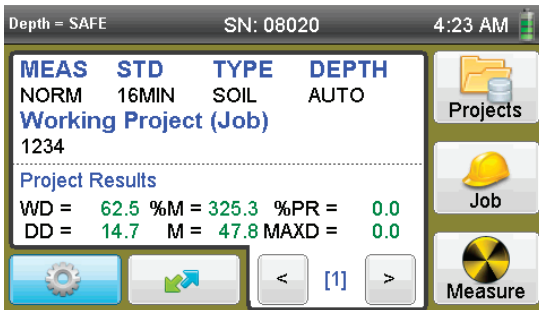 Depth = SAFE SN: 08020 4:23 AM
MEAS STD TYPE DEPTH
NORM 16MIN SOIL AUTO
Working Project (Job)
1234
Project Results
WD = 62.5 %M = 325.3 %PR = 0.0
DD = 14.7 M = 47.8 MAXD = 0.0
Projects
Job
Measure
< [1] >